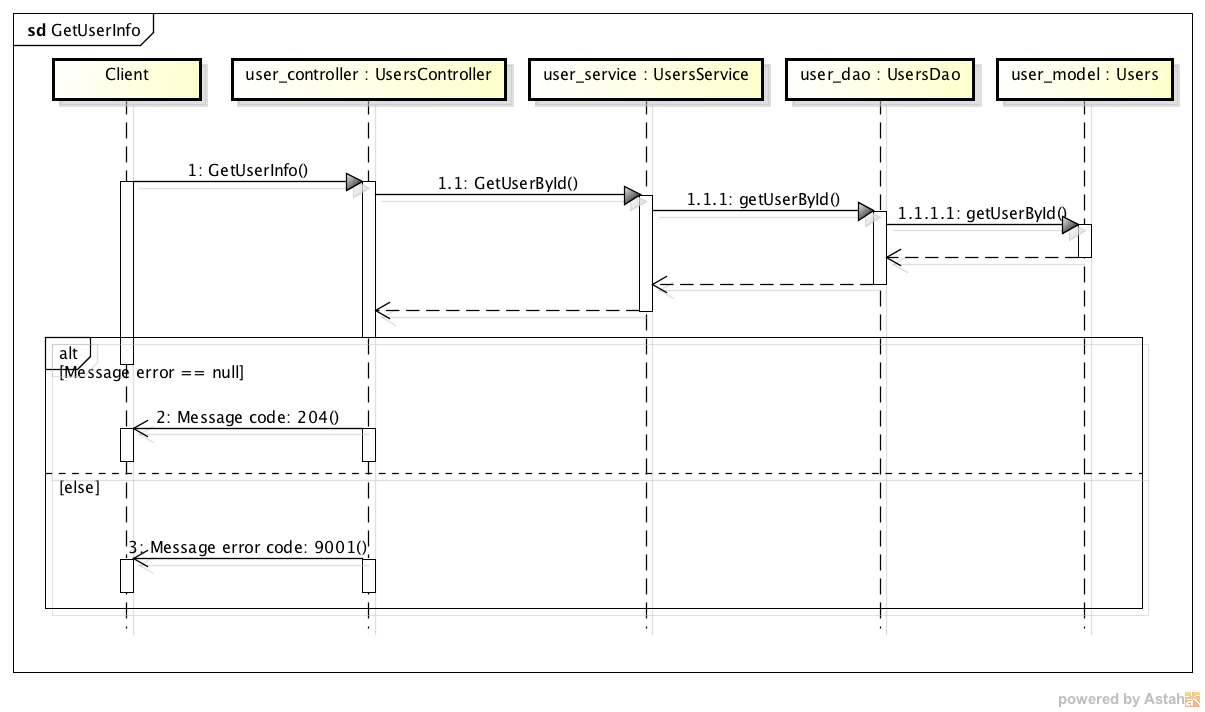 sd GetUserInfo
Client
user_controller : UsersController
user_service : UsersService
user_dao : UsersDao
user_model : Users
1: GetUserInfo()
1.1: GetUserById()
1.1.1: getUserById()
1.1.1.1: getUserById()
alt
[Message error == null]
2: Message code: 204()
[else]
3: Message error code: 9001()
powered by Astah